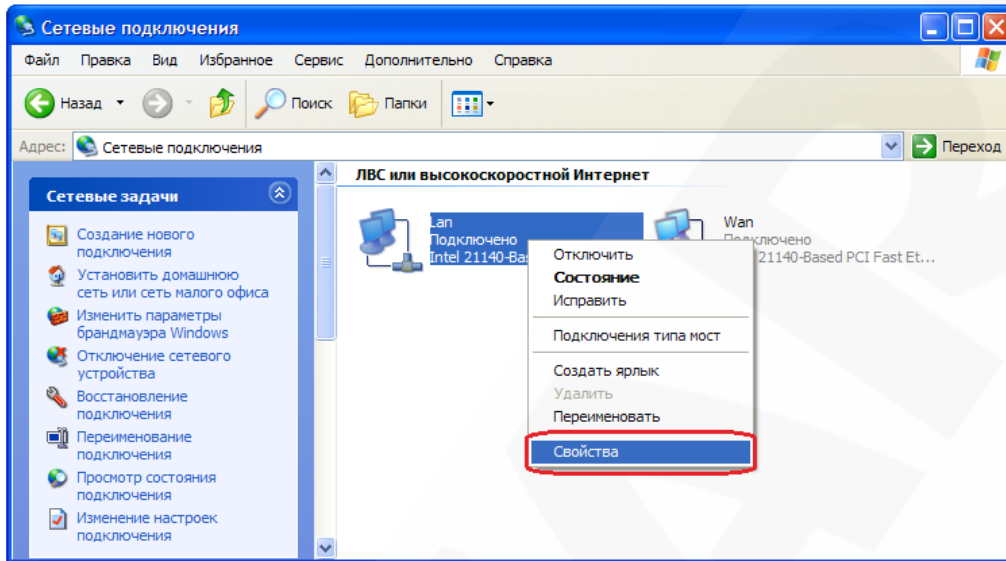 Сетевые подключения
Файл Правка Вид Избранное Сервис Дополнительно Справка
Назад Поиск Папки
Адрес: Сетевые подключения Переход
Сетевые задачи
Создание нового
подключения
Установить домашнюю
сеть или сеть малого офиса
Изменить параметры
брандмауэра Windows
Отключение сетевого
устройства
Восстановление
подключения
Переименование
подключения
Просмотр состояния
подключения
Изменение настроек
подключения
ЛВС или высокоскоростной Интернет
Lan
Подключено
Intel 21140-Ba
Wan
Подключено
21140-Based PCI Fast Et...
Отключить
Состояние
Исправить
Подключения типа мост
Создать ярлык
Удалить
Переименовать
Свойства